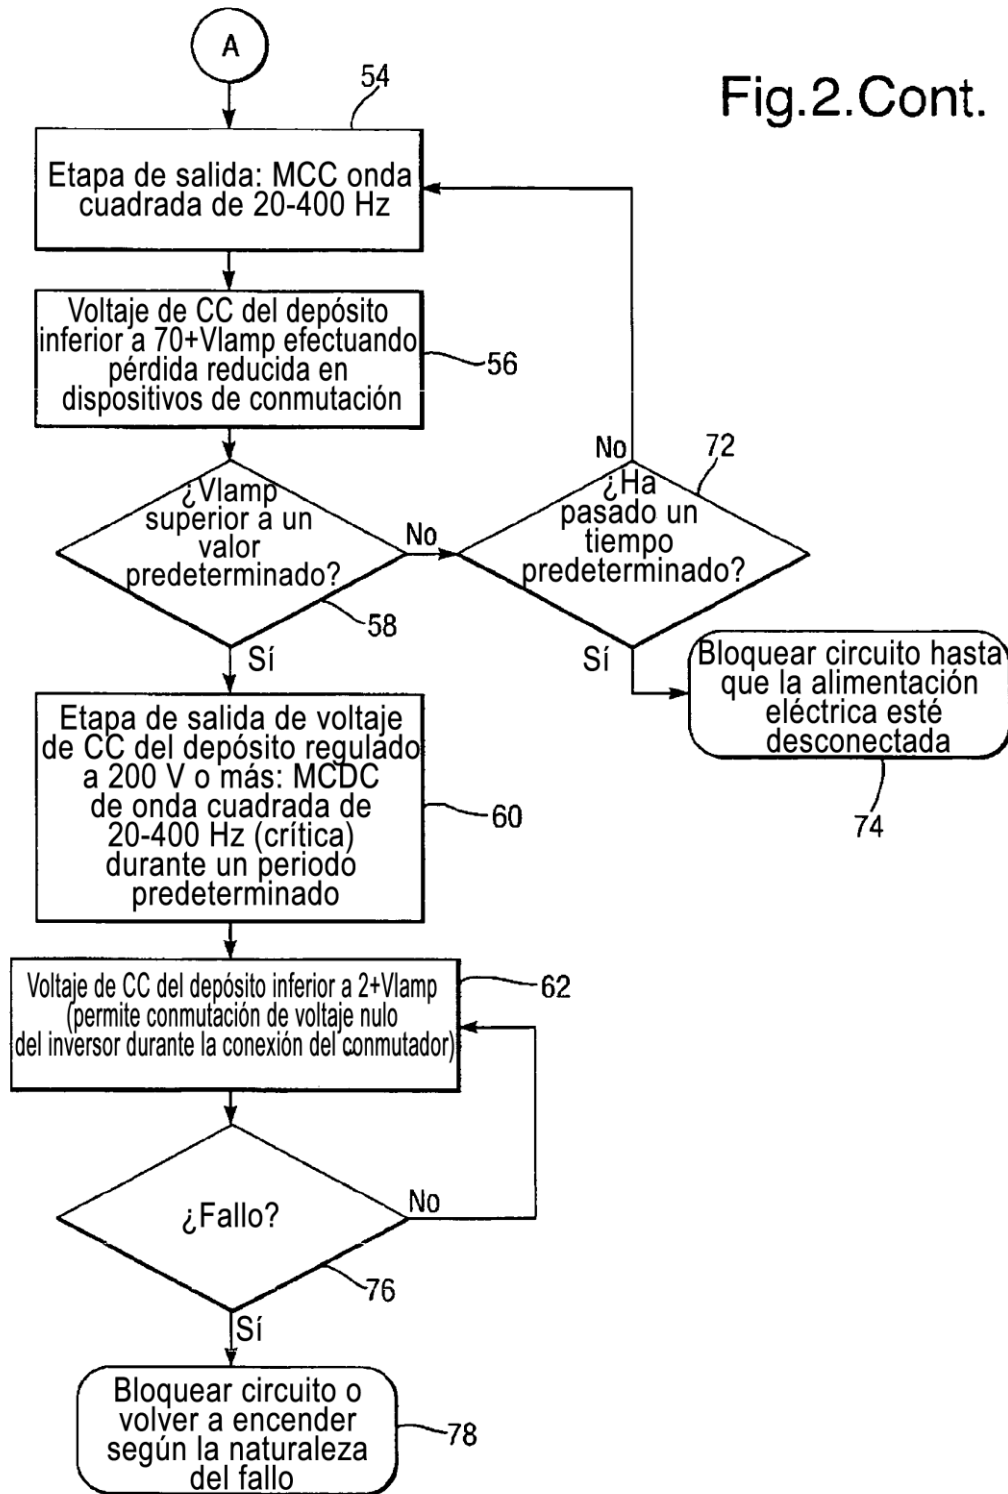 A
54
Fig.2.Cont.
Etapa de salida: MCC onda
cuadrada de 20-400 Hz
Voltaje de CC del depósito
inferior a 70+Vlamp efectuando
pérdida reducida en
dispositivos de conmutación
56
¿Vlamp
superior a un
valor
predeterminado?
58
No
Sí
No
72
¿Ha
pasado un
tiempo
predeterminado?
Sí
Bloquear circuito hasta
que la alimentación
eléctrica esté
desconectada
74
Etapa de salida de voltaje
de CC del depósito regulado
a 200 V o más: MCDC
de onda cuadrada de
20-400 Hz (crítica)
durante un periodo
predeterminado
60
Voltaje de CC del depósito inferior a 2+Vlamp
(permite conmutación de voltaje nulo
del inversor durante la conexión del conmutador)
62
¿Fallo?
No
76
Sí
Bloquear circuito o
volver a encender
según la naturaleza
del fallo
78